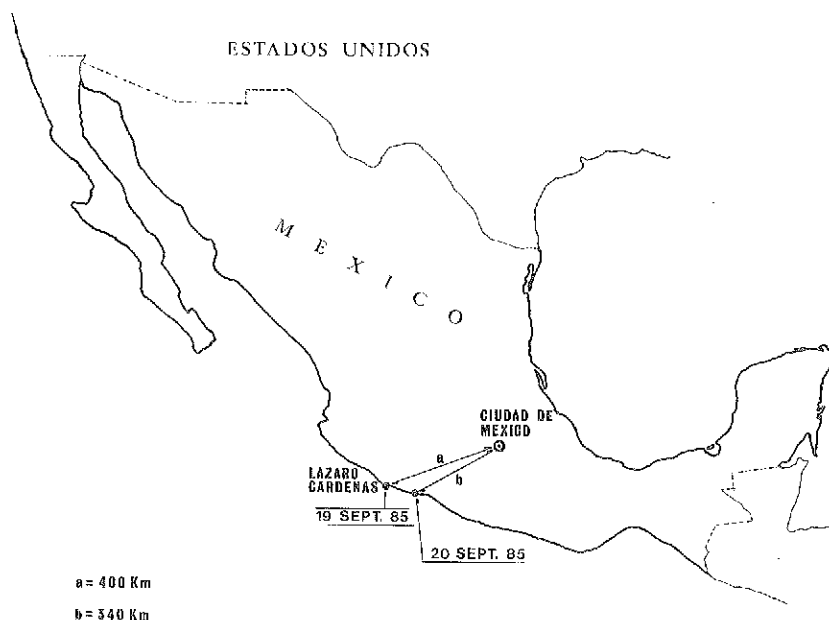 ESTADOS UNIDOS
MEXICO
CIUDAD DE
MEXICO
a
b
LAZARO
CARDENAS
19 SEPT. 85
20 SEPT. 85
a = 400 Km
b = 340 Km